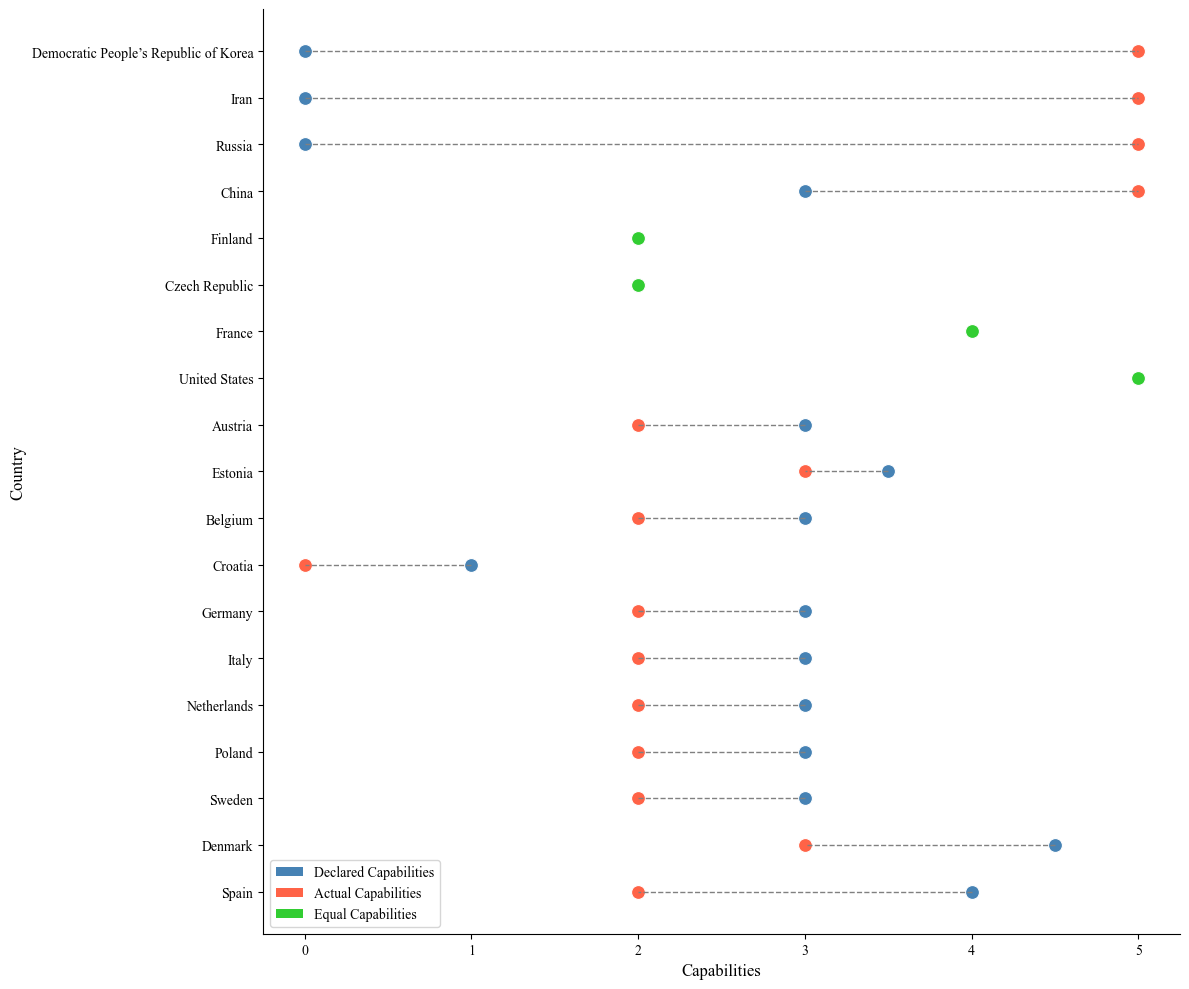 Democratic People’s Republic of Korea
Iran
Russia
China
Finland
Czech Republic
France
United States
Austria
Estonia
Belgium
Croatia
Germany
Italy
Netherlands
Poland
Sweden
Denmark
Spain
Country
Declared Capabilities
Actual Capabilities
Equal Capabilities
0 1 2 3 4 5
Capabilities